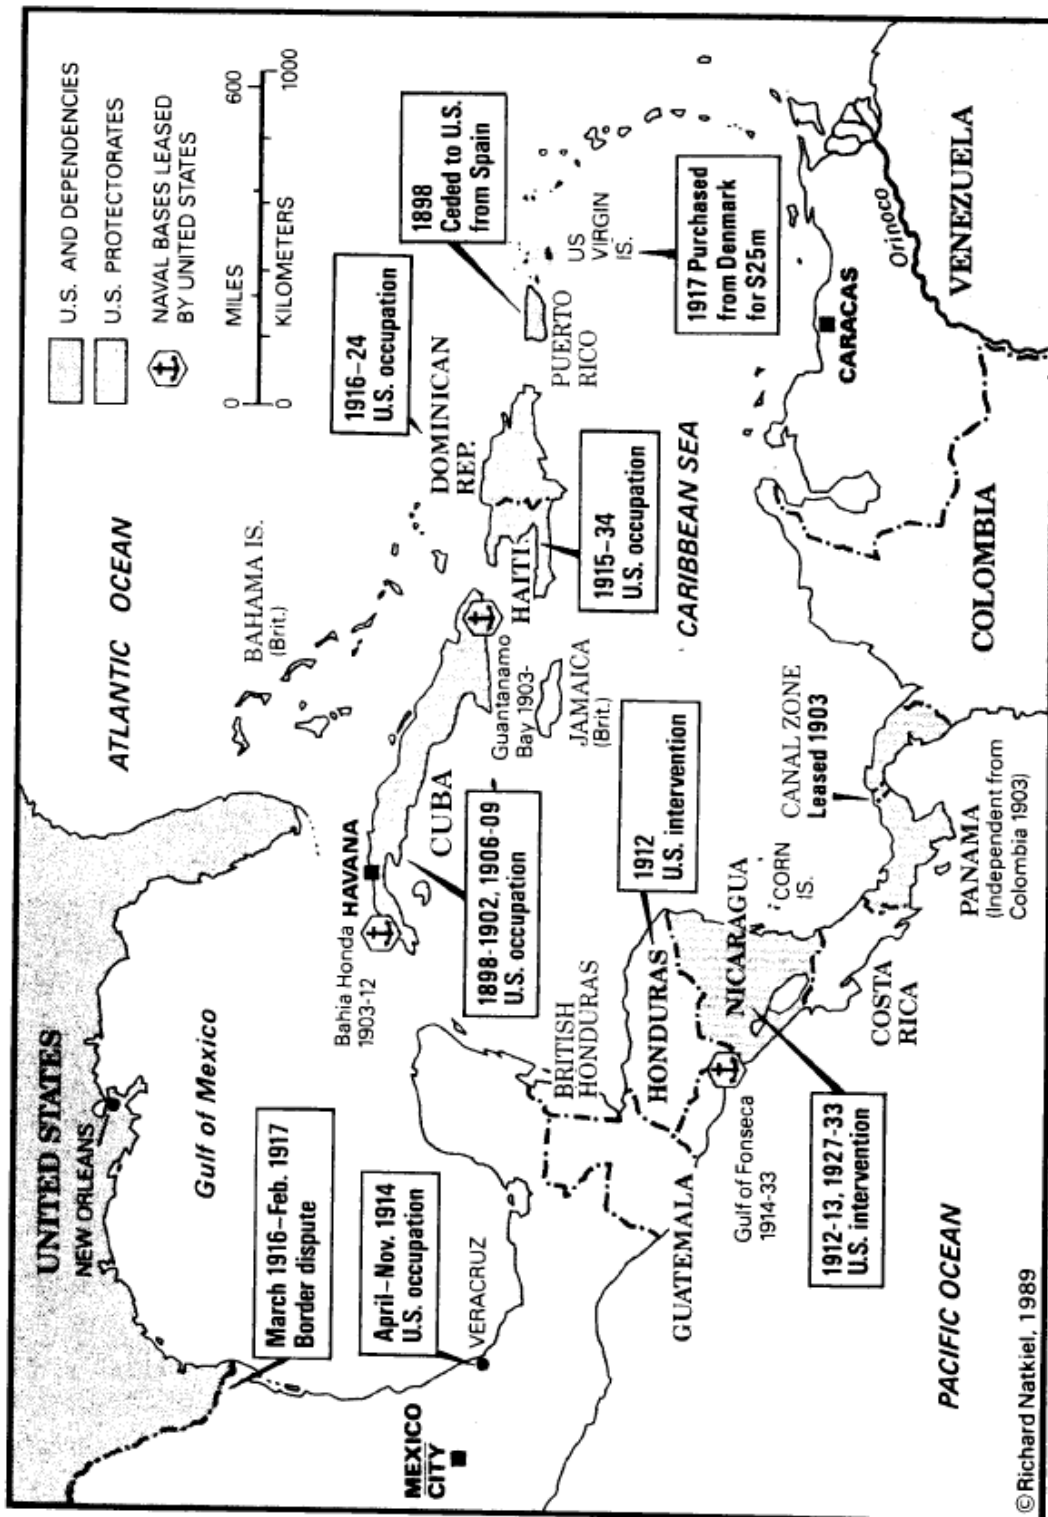 U.S. AND DEPENDENCIES
U.S. PROTECTORATES
NAVAL BASES LEASED
BY UNITED STATES
0 MILES 600
0 KILOMETERS 1000
UNITED STATES
NEW ORLEANS
ATLANTIC OCEAN
Gulf of Mexico
BAHAMA IS.
(Brit.)
March 1916–Feb. 1917
Border dispute
April–Nov. 1914
U.S. occupation
VERACRUZ
MEXICO
CITY
Bahia Honda
1903-12
HAVANA
CUBA
1898-1902, 1906-09
U.S. occupation
Guantanamo
Bay 1903-
JAMAICA
(Brit.)
HAITI
1915–34
U.S. occupation
DOMINICAN
REP.
1916–24
U.S. occupation
PUERTO
RICO
1898
Ceded to U.S.
from Spain
US
VIRGIN
IS.
1917 Purchased
from Denmark
for $25m
CARIBBEAN SEA
BRITISH
HONDURAS
GUATEMALA
HONDURAS
1912
U.S. intervention
NICARAGUA
CORN
IS.
Gulf of Fonseca
1914-33
1912-13, 1927-33
U.S. intervention
COSTA
RICA
CANAL ZONE
Leased 1903
PANAMA
(Independent from
Colombia 1903)
COLOMBIA
CARACAS
Orinoco
VENEZUELA
PACIFIC OCEAN
© Richard Natkiel, 1989